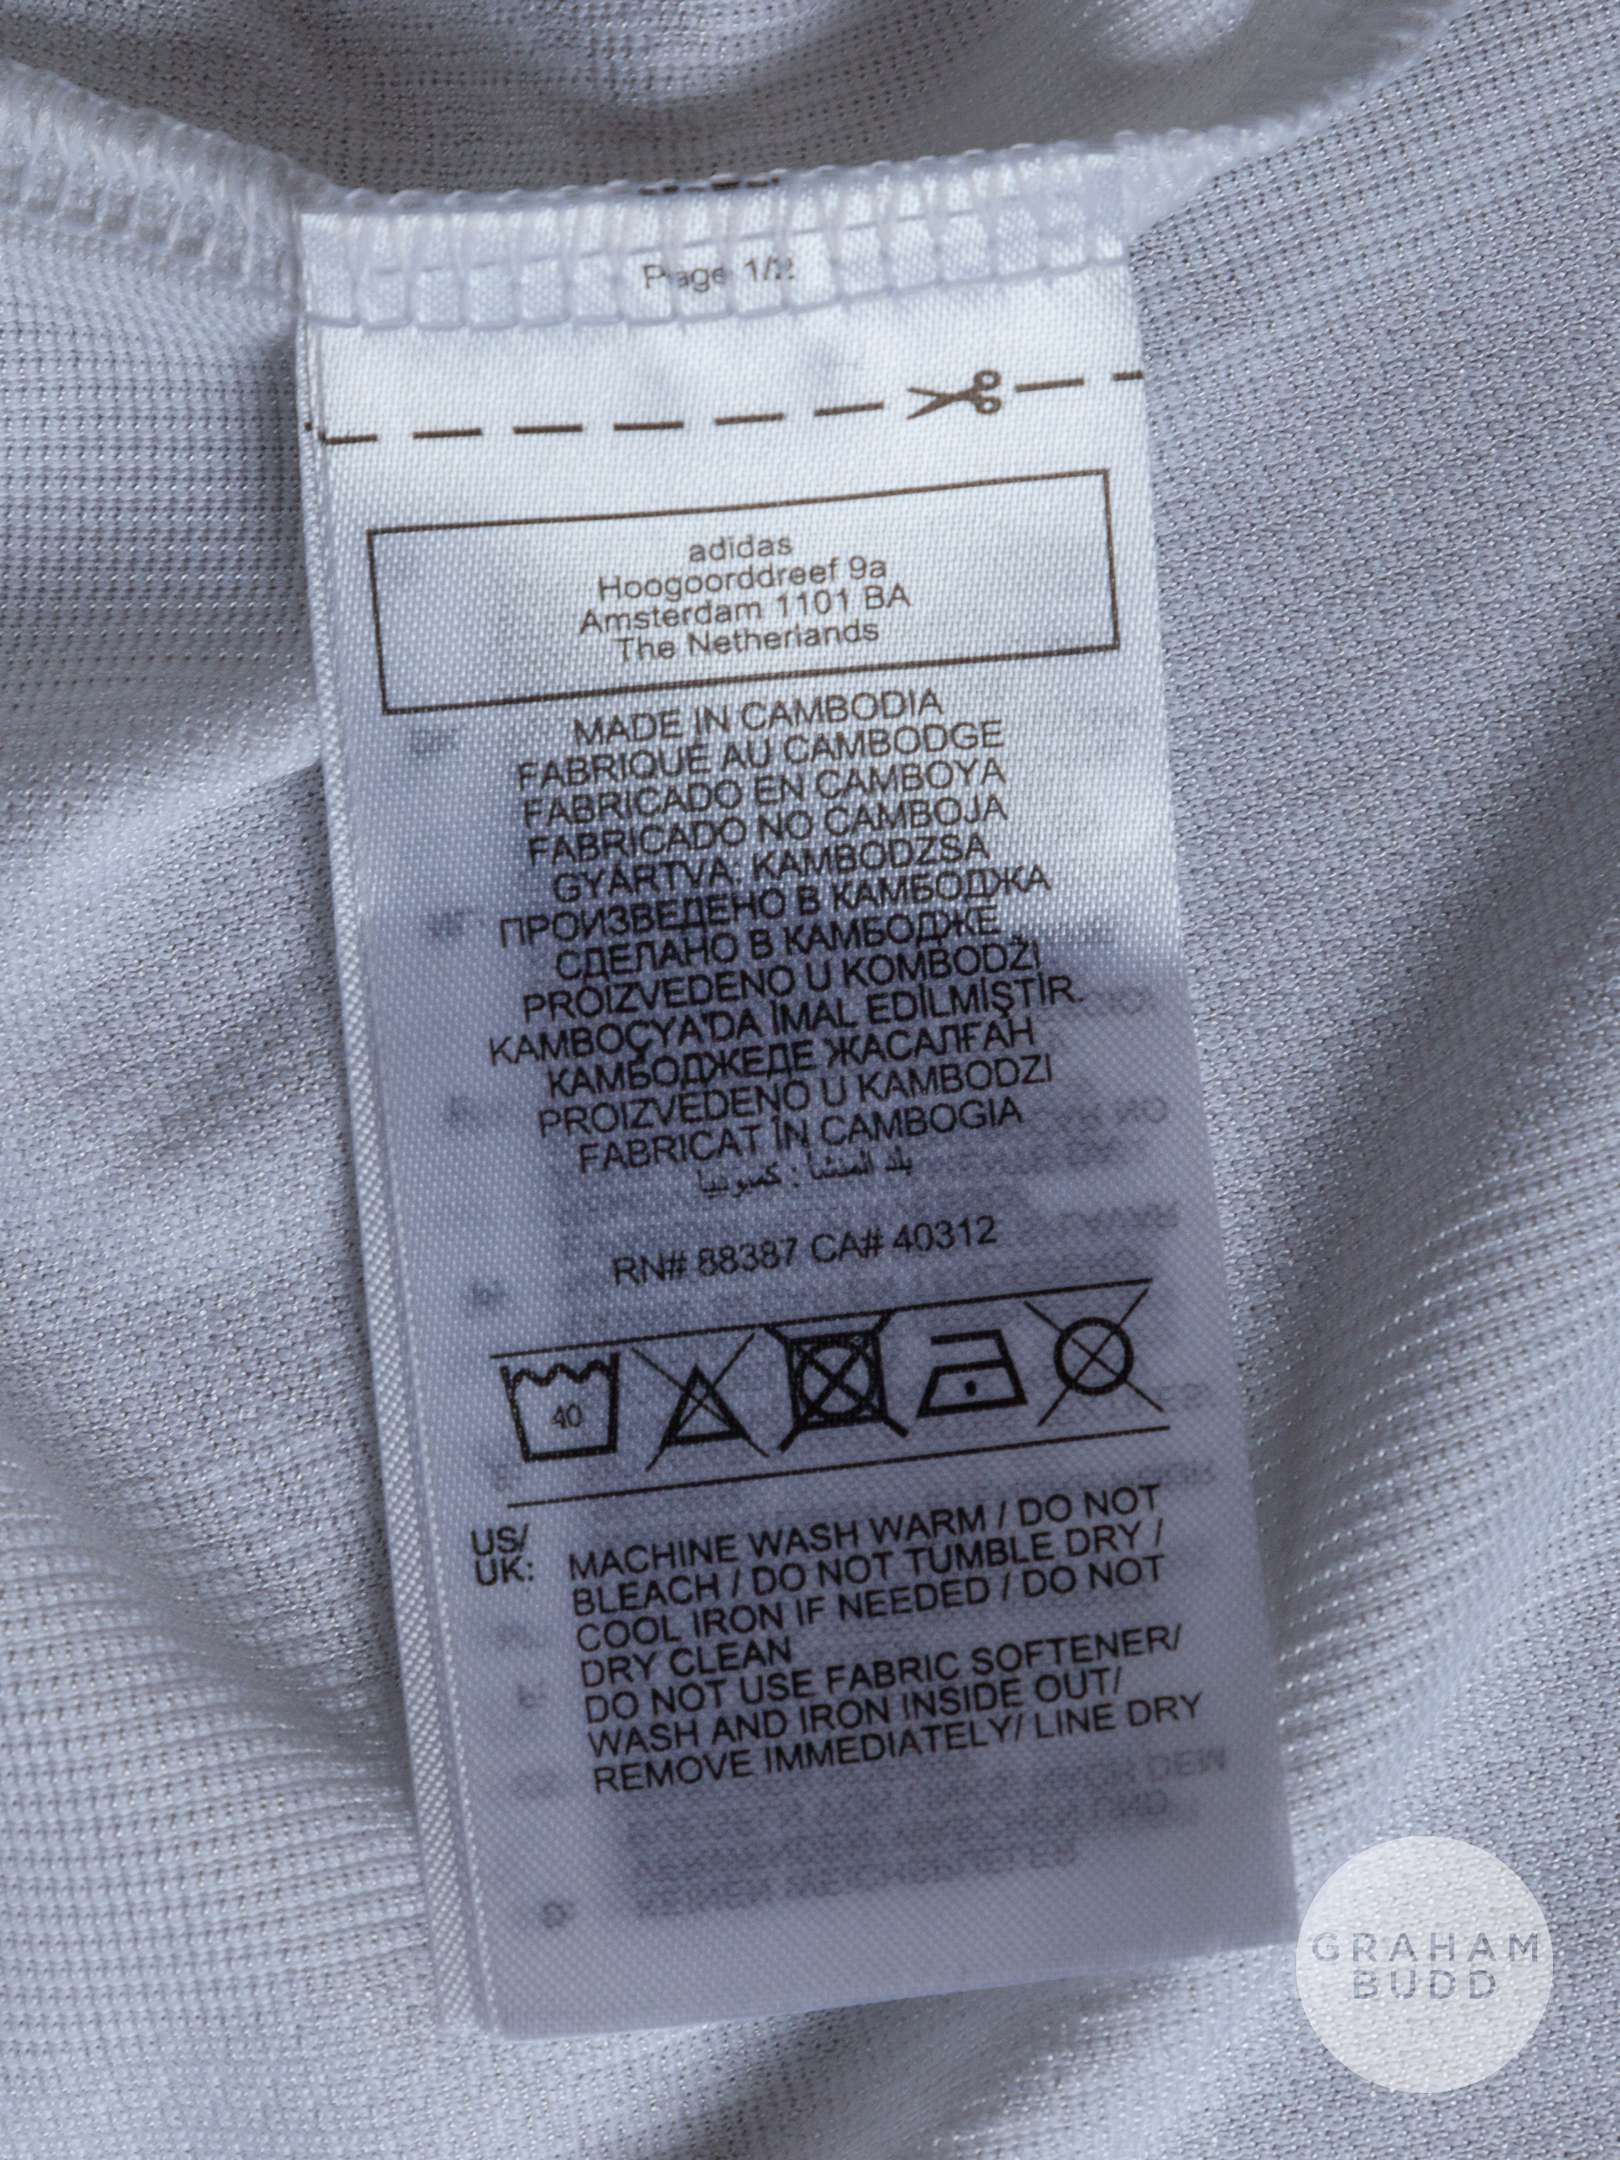 Page 1/
adidas
Hoogoorddreef 9a
Amsterdam 1101 BA
The Netherlands
MADE IN CAMBODIA
FABRIQUÉ AU CAMBODGE
FABRICADO EN CAMBOYA
FABRICADO NO CAMBOJA
GYÁRTVA: KAMBODZSA
ПРОИЗВЕДЕНО В КАМБОДЖА
СДЕЛАНО В КАМБОДЖЕ
PROIZVEDENO U KOMBODŽI
KAMBOÇYA'DA İMAL EDİLMİŞTİR.
КАМБОДЖЕДЕ ЖАСАЛҒАН
PROIZVEDENO U KAMBODZI
FABRICAT ÎN CAMBOGIA
بلد المنشأ : كمبوديا
RN# 88387 CA# 40312
40
US/
UK:
MACHINE WASH WARM / DO NOT
BLEACH / DO NOT TUMBLE DRY /
COOL IRON IF NEEDED / DO NOT
DRY CLEAN
DO NOT USE FABRIC SOFTENER/
WASH AND IRON INSIDE OUT/
REMOVE IMMEDIATELY/ LINE DRY
GRAHAM
BUDD